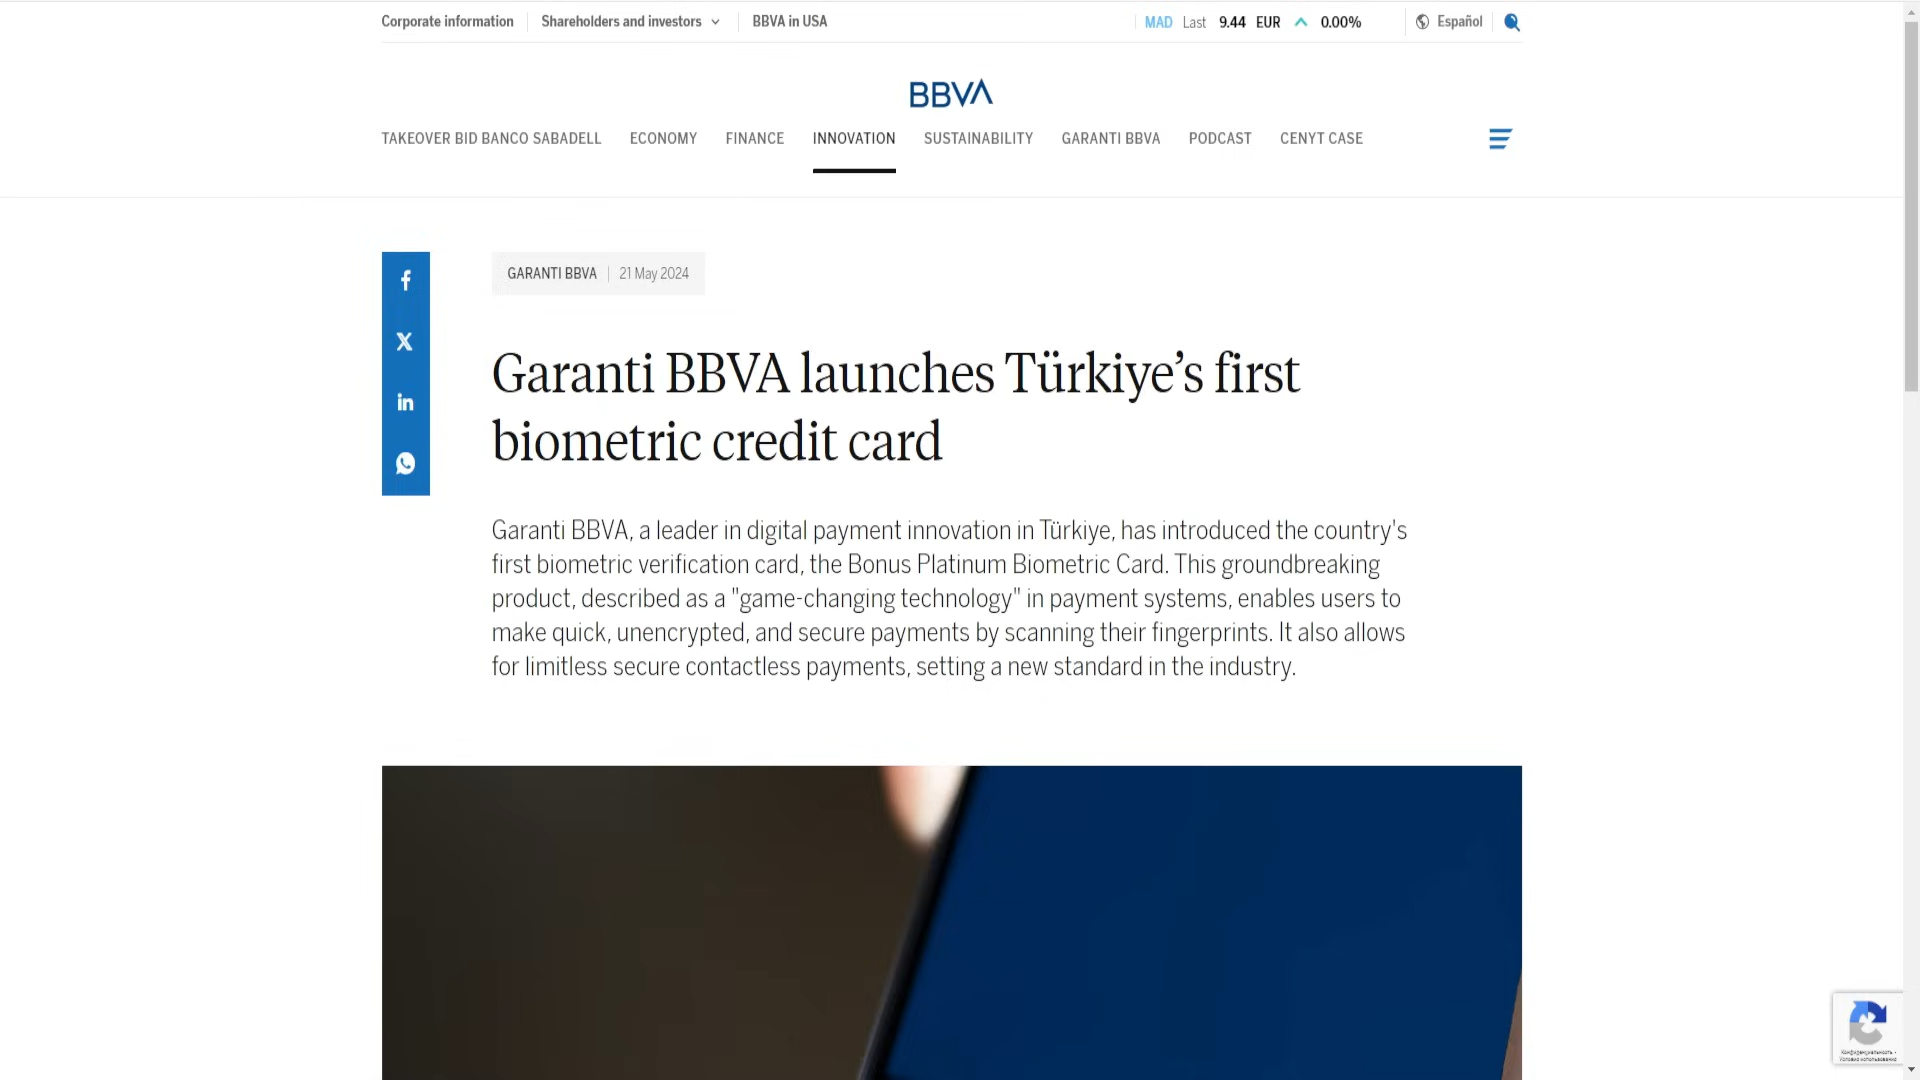 Corporate information
Shareholders and investors
BBVA in USA
MAD Last 9.44 EUR 0.00%
Español
BBVA
TAKEOVER BID BANCO SABADELL
ECONOMY
FINANCE
INNOVATION
SUSTAINABILITY
GARANTI BBVA
PODCAST
CENYT CASE
GARANTI BBVA | 21 May 2024
Garanti BBVA launches Türkiye’s first
biometric credit card
Garanti BBVA, a leader in digital payment innovation in Türkiye, has introduced the country's
first biometric verification card, the Bonus Platinum Biometric Card. This groundbreaking
product, described as a "game-changing technology" in payment systems, enables users to
make quick, unencrypted, and secure payments by scanning their fingerprints. It also allows
for limitless secure contactless payments, setting a new standard in the industry.
Конфиденциальность -
Условия использования